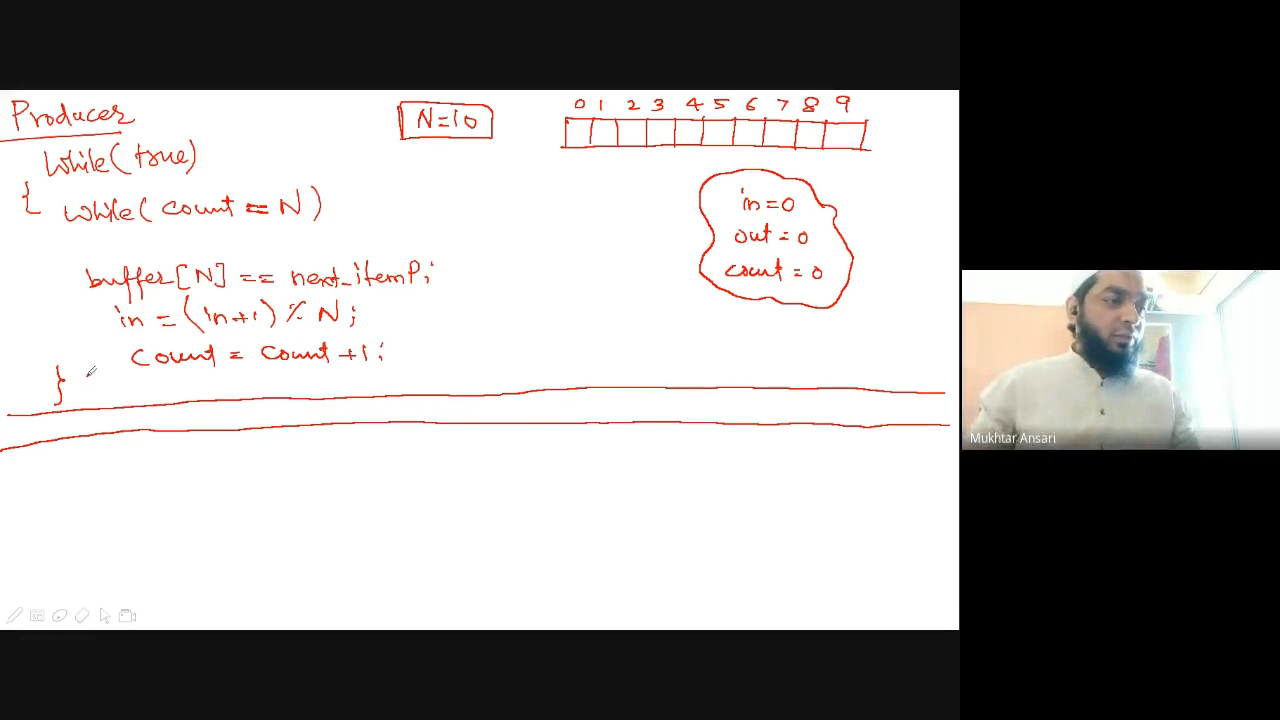 Producer
N=10
0 1 2 3 4 5 6 7 8 9
while(true)
{ while( count == N )
in=0
out=0
count=0
buffer[N] == next_itemP;
in = (in+1) % N;
count = count +1;
}
Mukhtar Ansari